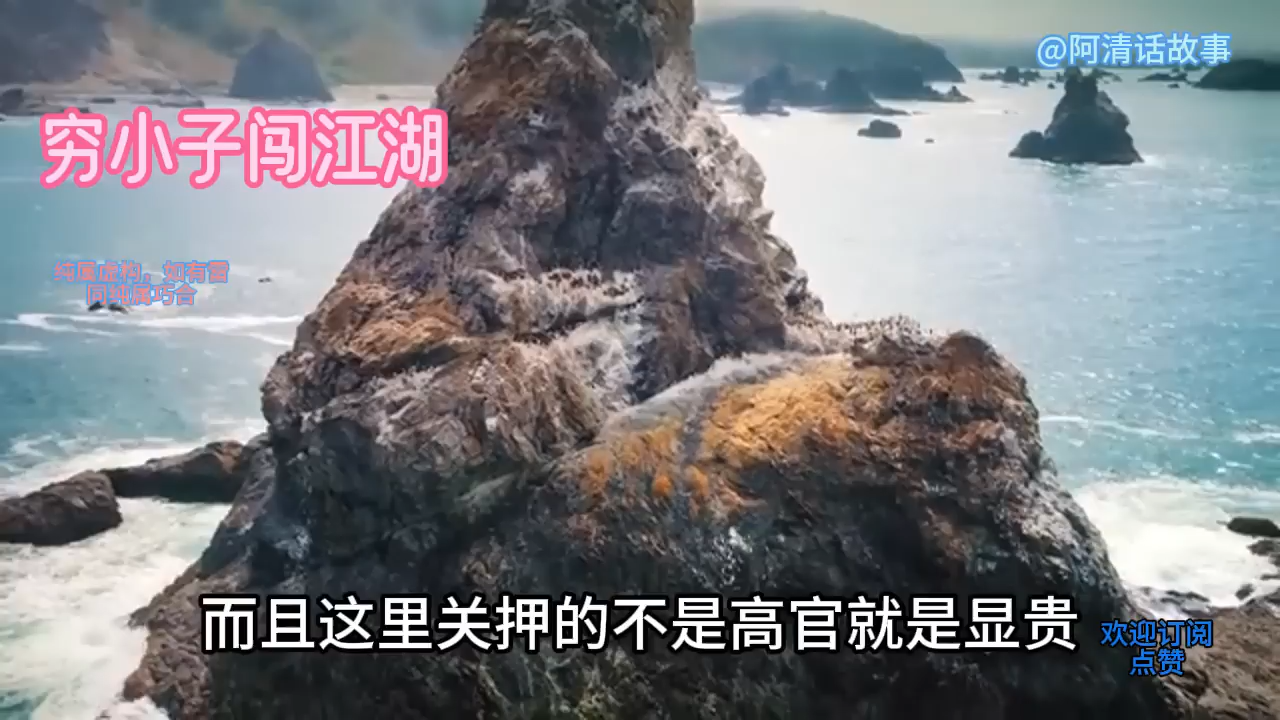 @阿清话故事
穷小子闯江湖
纯属虚构，如有雷
同纯属巧合
而且这里关押的不是高官就是显贵
欢迎订阅
点赞